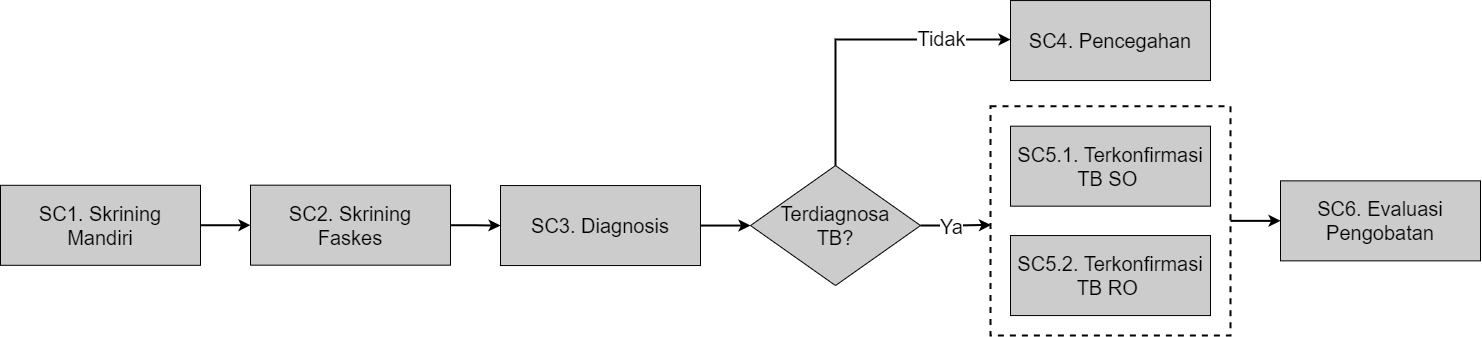 SC1. Skrining
Mandiri
SC2. Skrining
Faskes
SC3. Diagnosis
Terdiagnosa
TB?
Tidak
SC4. Pencegahan
Ya
SC5.1. Terkonfirmasi
TB SO
SC5.2. Terkonfirmasi
TB RO
SC6. Evaluasi
Pengobatan